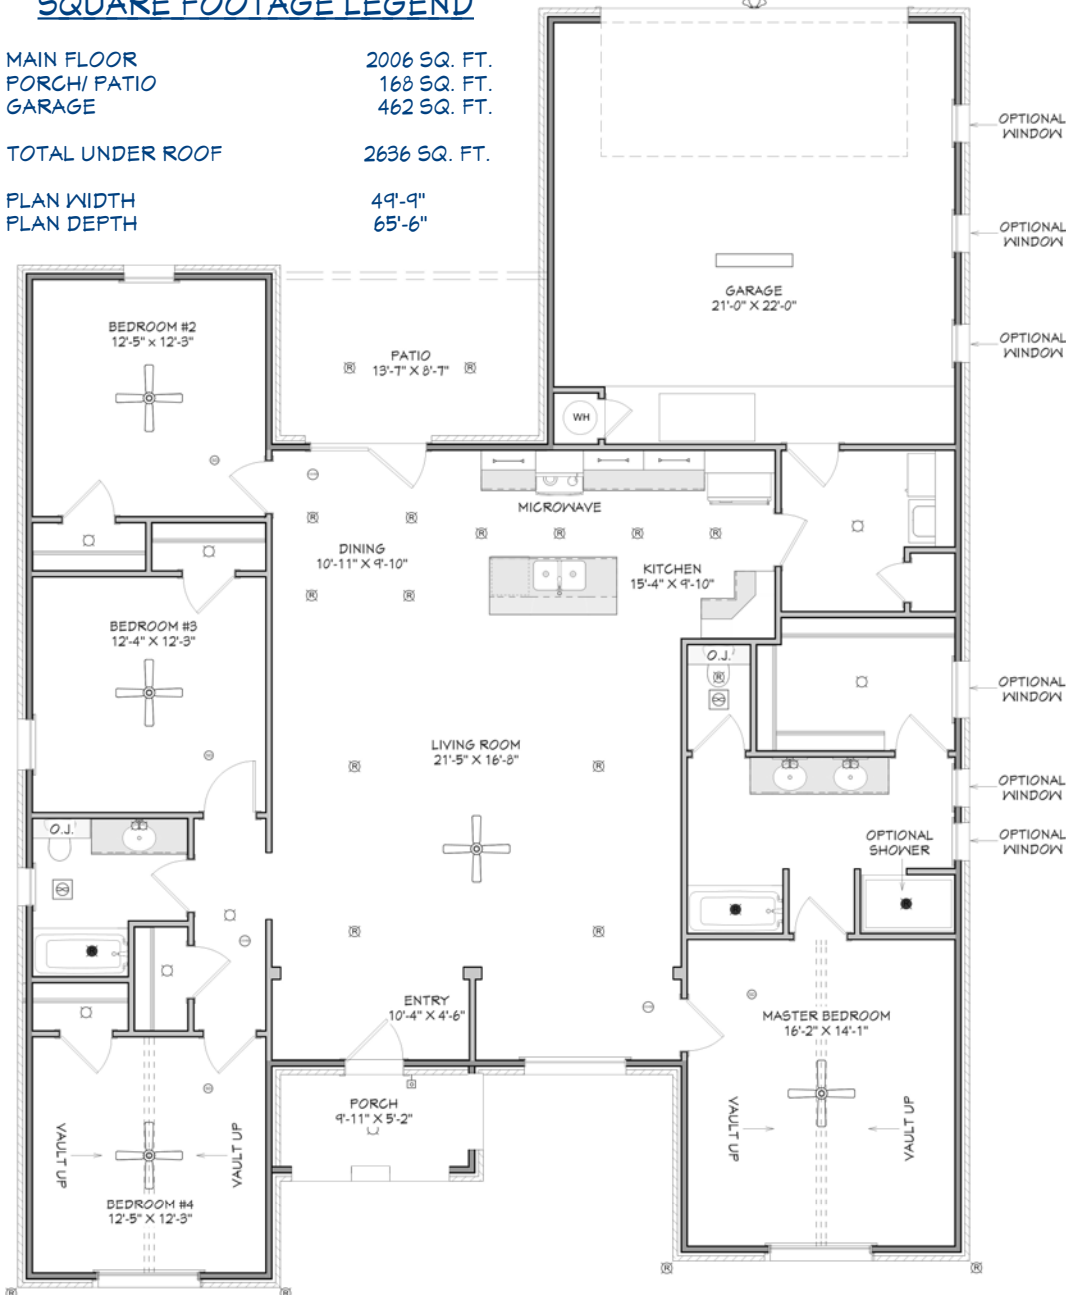 SQUARE FOOTAGE LEGEND
MAIN FLOOR 2006 SQ. FT.
PORCH/ PATIO 168 SQ. FT.
GARAGE 462 SQ. FT.
TOTAL UNDER ROOF 2636 SQ. FT.
PLAN WIDTH 49'-9"
PLAN DEPTH 65'-6"
OPTIONAL
WINDOW
OPTIONAL
WINDOW
GARAGE
21'-0" X 22'-0"
OPTIONAL
WINDOW
BEDROOM #2
12'-5" X 12'-3"
PATIO
13'-7" X 8'-7"
R
R
WH
MICROWAVE
R
R
R
R
R
R
DINING
10'-11" X 9'-10"
KITCHEN
15'-4" X 9'-10"
R
R
BEDROOM #3
12'-4" X 12'-3"
O.J.
R
OPTIONAL
WINDOW
LIVING ROOM
21'-5" X 16'-8"
R
R
OPTIONAL
WINDOW
O.J.
OPTIONAL
SHOWER
OPTIONAL
WINDOW
R
R
ENTRY
10'-4" X 4'-6"
MASTER BEDROOM
16'-2" X 14'-1"
PORCH
9'-11" X 5'-2"
VAULT UP
VAULT UP
VAULT UP
VAULT UP
BEDROOM #4
12'-5" X 12'-3"
R
R
R
R